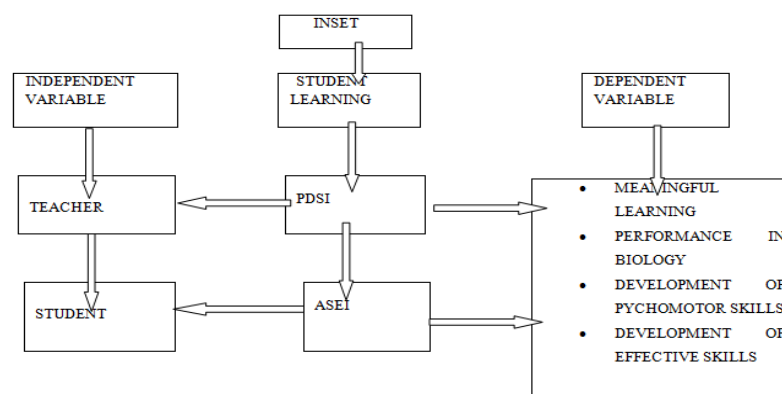 INSET
INDEPENDENT
VARIABLE
STUDENT
LEARNING
DEPENDENT
VARIABLE
TEACHER
PDSI
• MEANINGFUL
LEARNING
• PERFORMANCE IN
BIOLOGY
• DEVELOPMENT OF
PYCHOMOTOR SKILLS
• DEVELOPMENT OF
EFFECTIVE SKILLS
STUDENT
ASEI